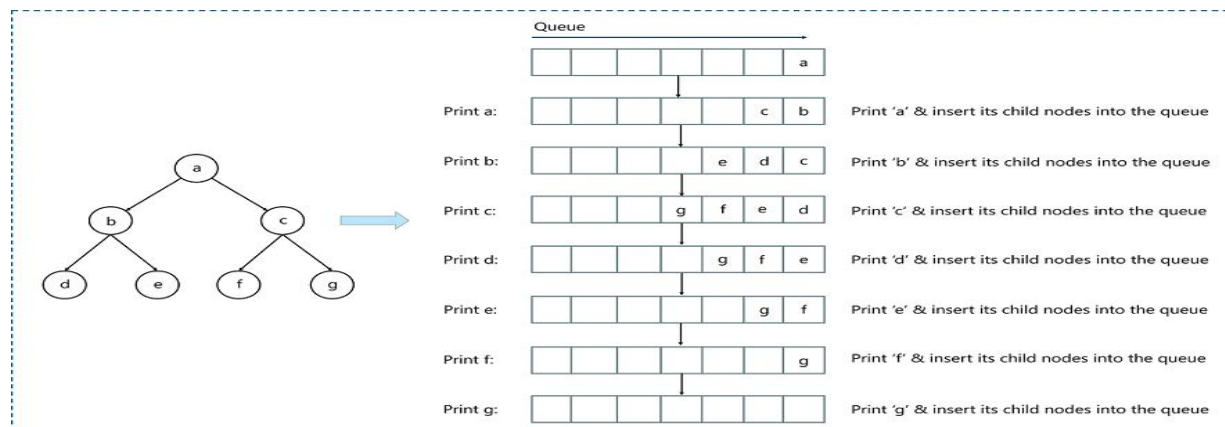 Queue
a
Print a: c b Print ‘a’ & insert its child nodes into the queue
Print b: e d c Print ‘b’ & insert its child nodes into the queue
Print c: g f e d Print ‘c’ & insert its child nodes into the queue
Print d: g f e Print ‘d’ & insert its child nodes into the queue
Print e: g f Print ‘e’ & insert its child nodes into the queue
Print f: g Print ‘f’ & insert its child nodes into the queue
Print g: Print ‘g’ & insert its child nodes into the queue
a
b c
d e f g